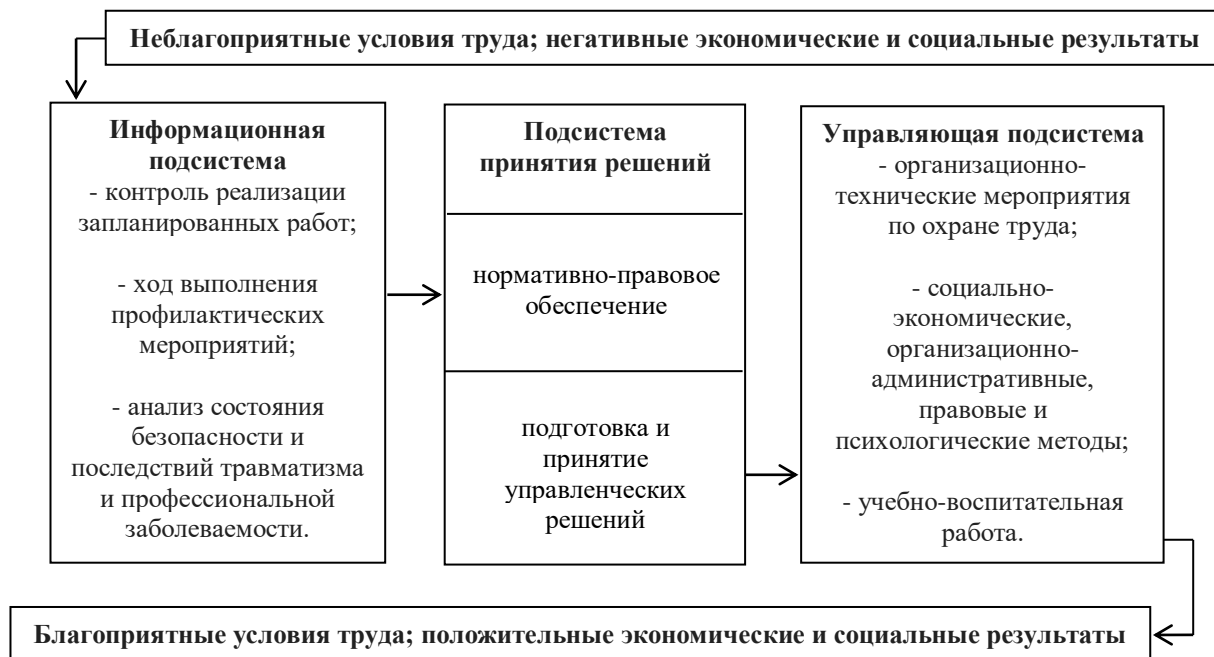 Неблагоприятные условия труда; негативные экономические и социальные результаты
Информационная
подсистема
- контроль реализации
запланированных работ;
- ход выполнения
профилактических
мероприятий;
- анализ состояния
безопасности и
последствий травматизма
и профессиональной
заболеваемости.
Подсистема
принятия решений
нормативно-правовое
обеспечение
подготовка и
принятие
управленческих
решений
Управляющая подсистема
- организационно-
технические мероприятия
по охране труда;
- социально-
экономические,
организационно-
административные,
правовые и
психологические методы;
- учебно-воспитательная
работа.
Благоприятные условия труда; положительные экономические и социальные результаты